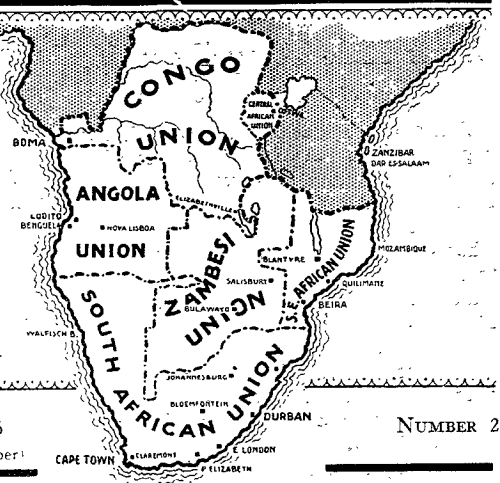 CONGO
UNION
CENTRAL
AFRICAN
UNION
BOMA
ZANZIBAR
DAR ES-SALAAM
ELIZABETHVILLE
ANGOLA
UNION
LOBITO
BENGUELA
NOVA LISBOA
ZAMBESI
UNION
BLANTYRE
SALISBURY
BULAWAYO
S.E. AFRICAN UNION
MOZAMBIQUE
QUILIMANE
BEIRA
WALFISCH B.
SOUTH AFRICAN UNION
JOHANNESBURG
BLOEMFONTEIN
DURBAN
CAPE TOWN
CLAREMONT
E LONDON
P ELIZABETH
NUMBER 2